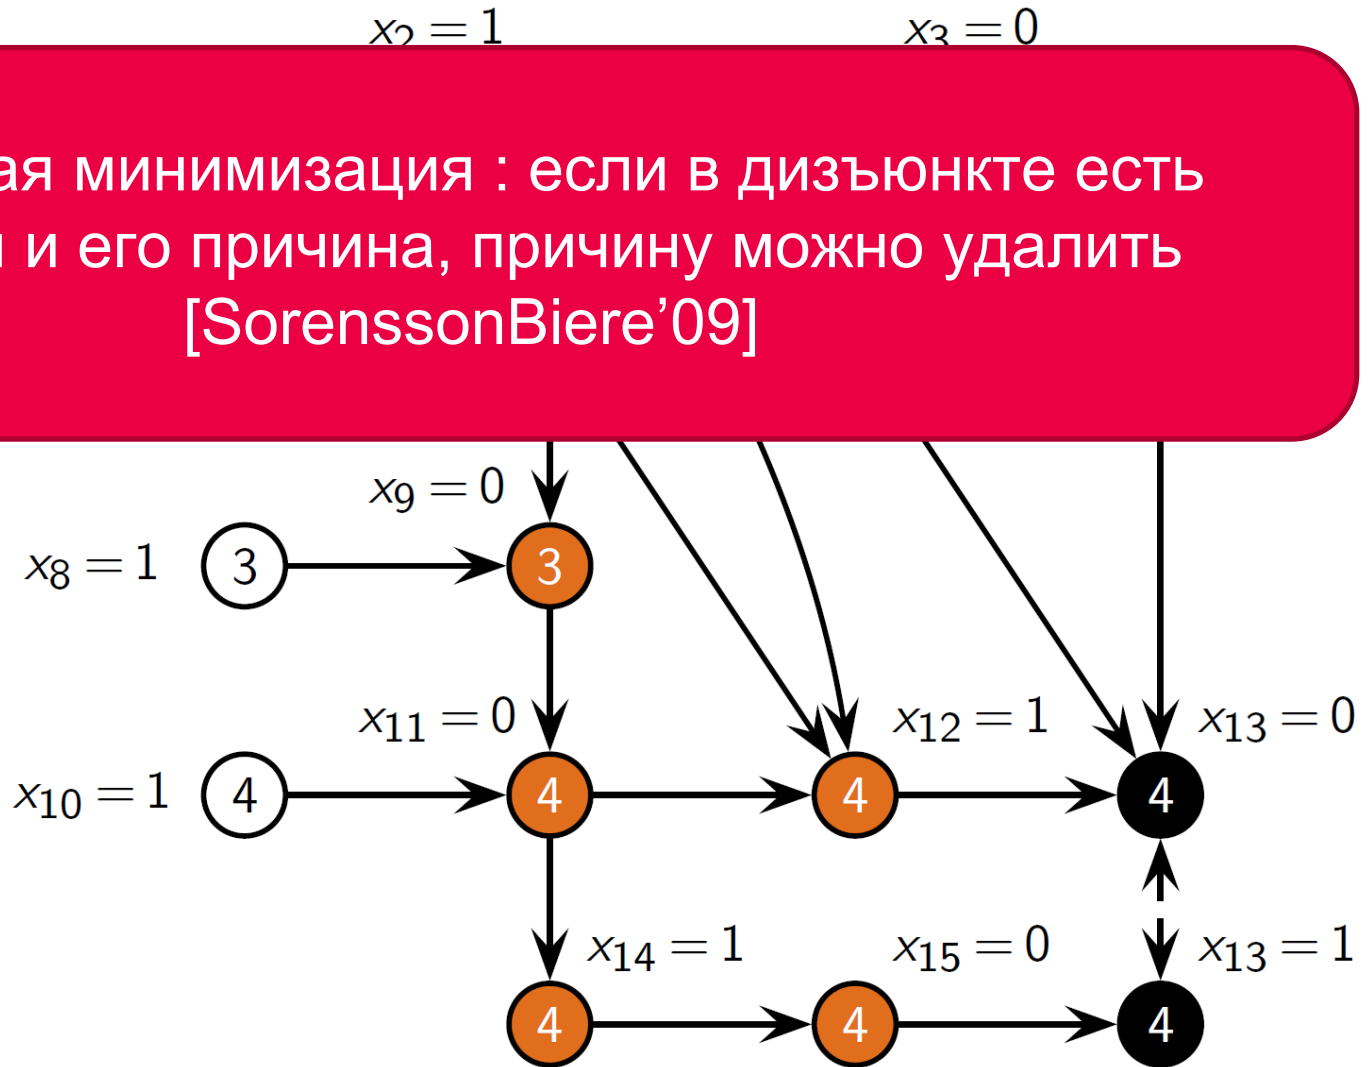 x2 = 1 x3 = 0
ая минимизация : если в дизъюнкте есть
и его причина, причину можно удалить
[SorenssonBiere’09]
x9 = 0
x8 = 1 3 3
x11 = 0 x12 = 1 x13 = 0
x10 = 1 4 4 4 4
x14 = 1 x15 = 0 x13 = 1
4 4 4